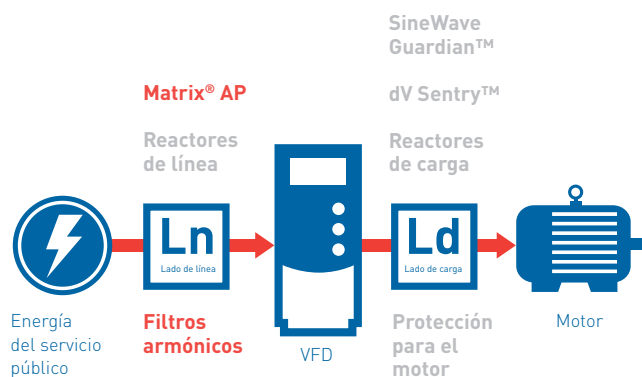 SineWave
Guardian™
Matrix® AP
dV Sentry™
Reactores
de línea
Reactores
de carga
Ln
Lado de línea
Ld
Lado de carga
Energía
del servicio
público
Filtros
armónicos
VFD
Protección
para el
motor
Motor